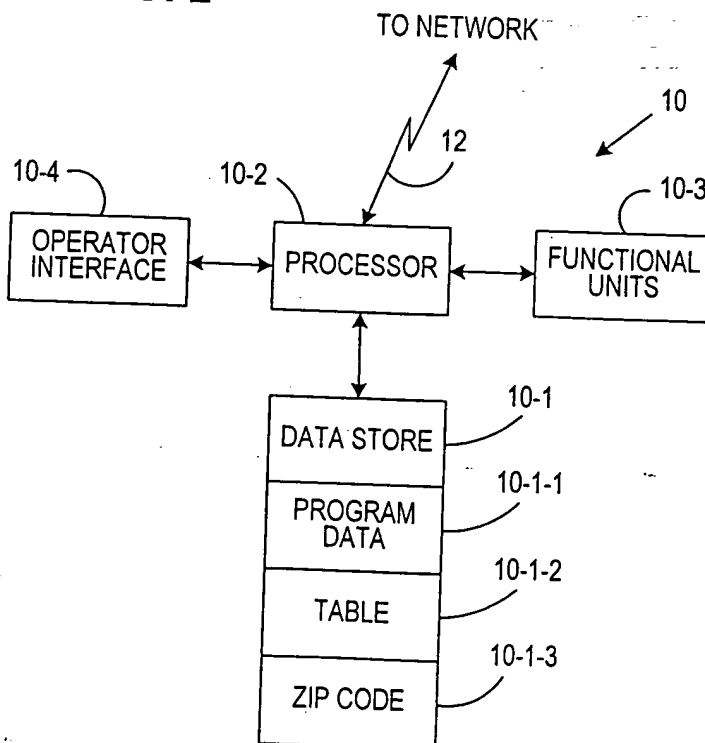 TO NETWORK
10
12
10-4
10-2
10-3
OPERATOR
INTERFACE
PROCESSOR
FUNCTIONAL
UNITS
10-1
DATA STORE
10-1-1
PROGRAM
DATA
10-1-2
TABLE
10-1-3
ZIP CODE